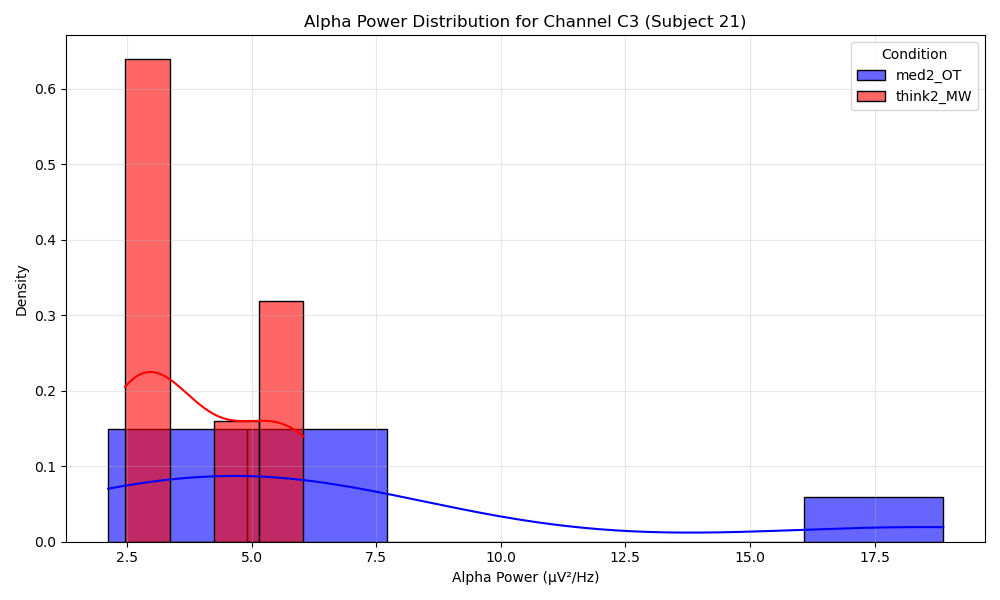 Alpha Power Distribution for Channel C3 (Subject 21)
Condition
med2_OT
think2_MW
Density
0.6
0.5
0.4
0.3
0.2
0.1
0.0
2.5 5.0 7.5 10.0 12.5 15.0 17.5
Alpha Power (μV²/Hz)